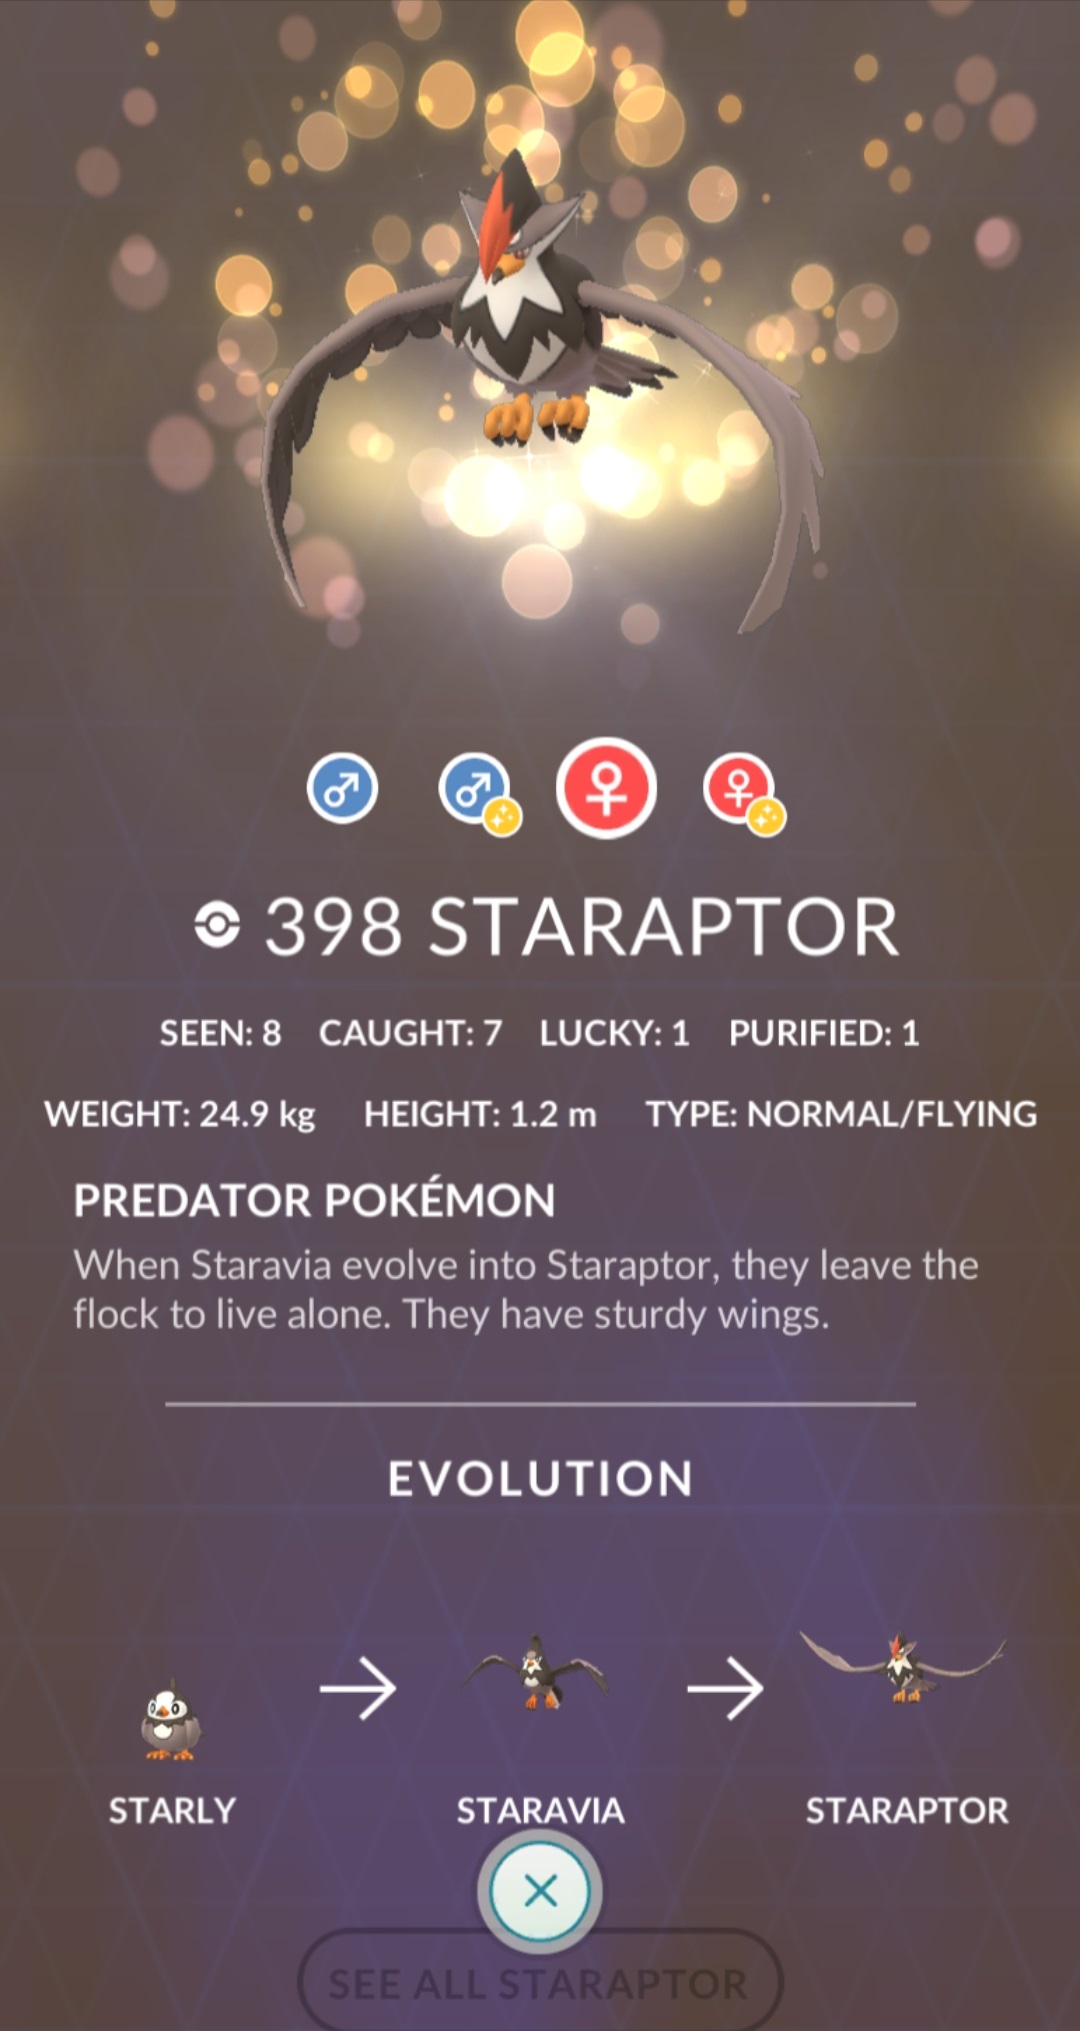 398 STARAPTOR
SEEN: 8 CAUGHT: 7 LUCKY: 1 PURIFIED: 1
WEIGHT: 24.9 kg HEIGHT: 1.2 m TYPE: NORMAL/FLYING
PREDATOR POKÉMON
When Staravia evolve into Staraptor, they leave the
flock to live alone. They have sturdy wings.
EVOLUTION
STARLY STARAVIA STARAPTOR
SEE ALL STARAPTOR